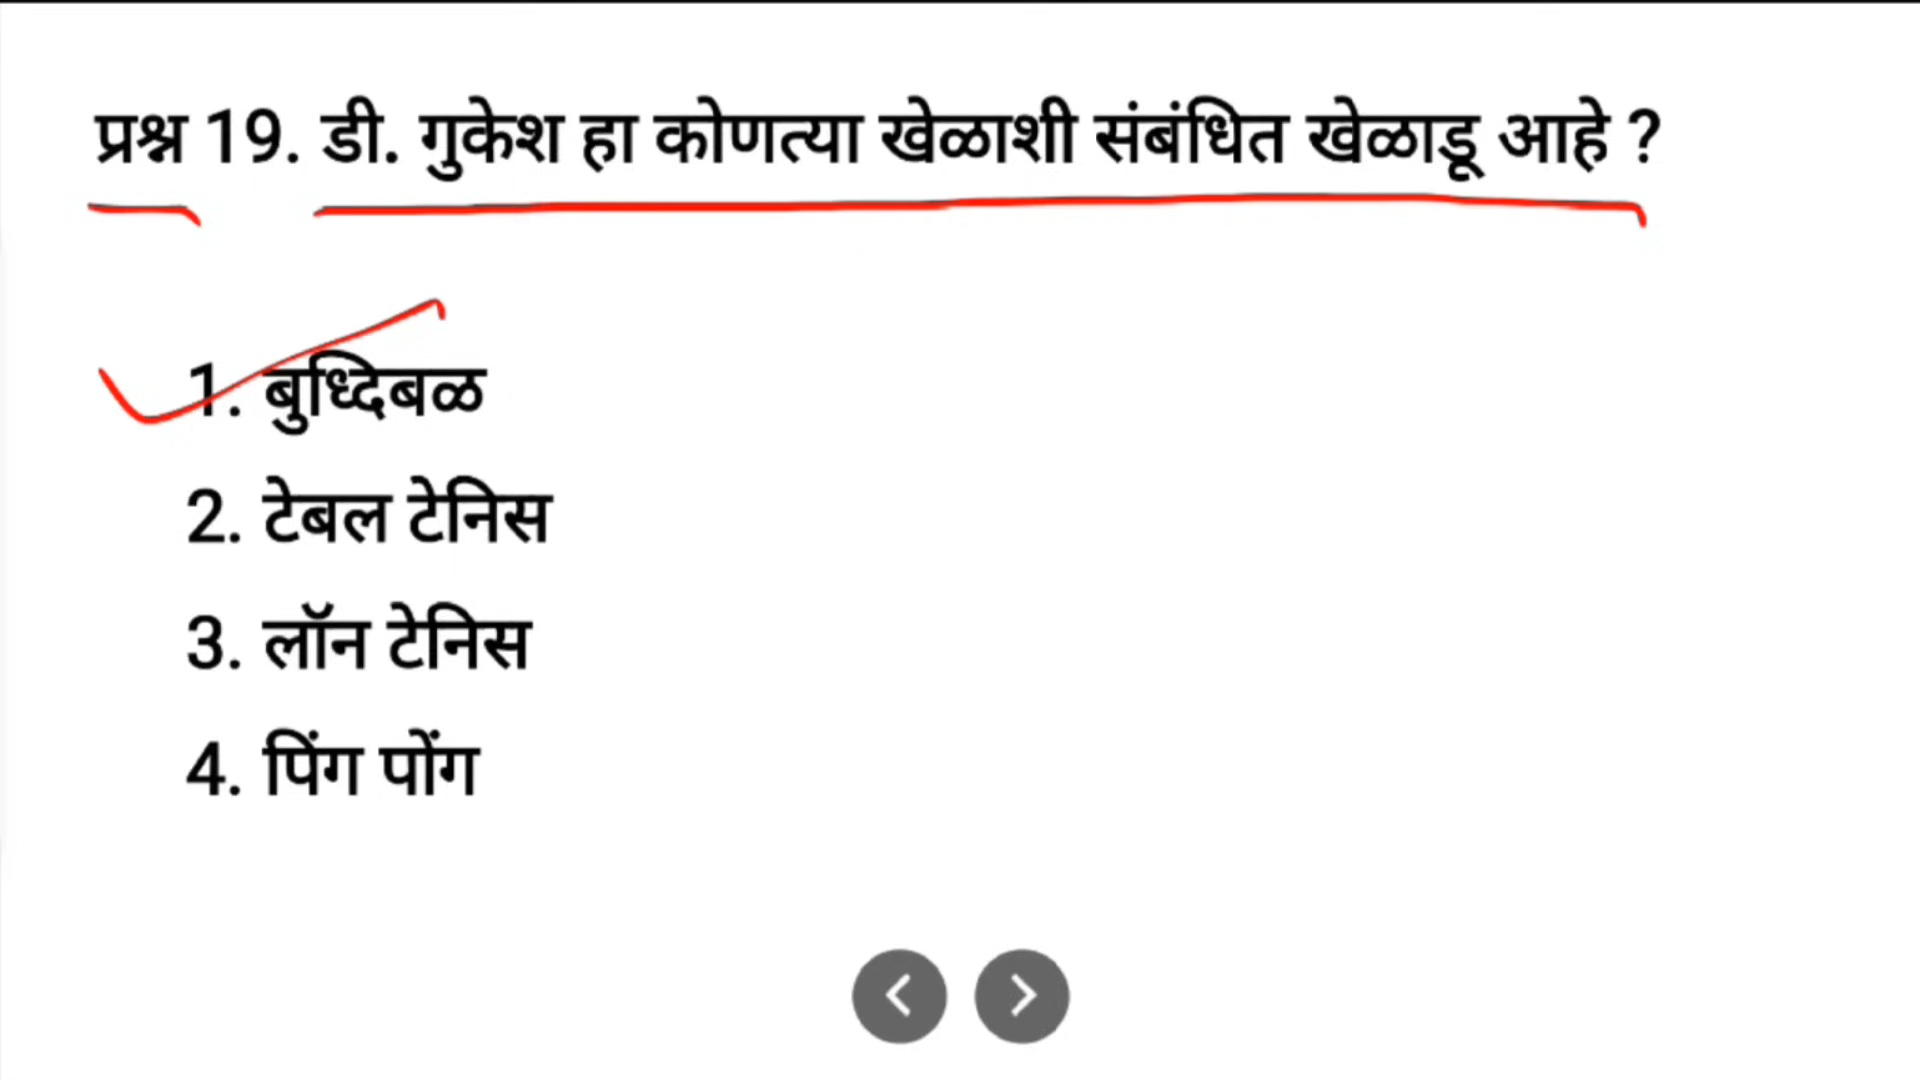 प्रश्न 19. डी. गुकेश हा कोणत्या खेळाशी संबंधित खेळाडू आहे ?
1. बुध्दिबळ
2. टेबल टेनिस
3. लॉन टेनिस
4. पिंग पोंग